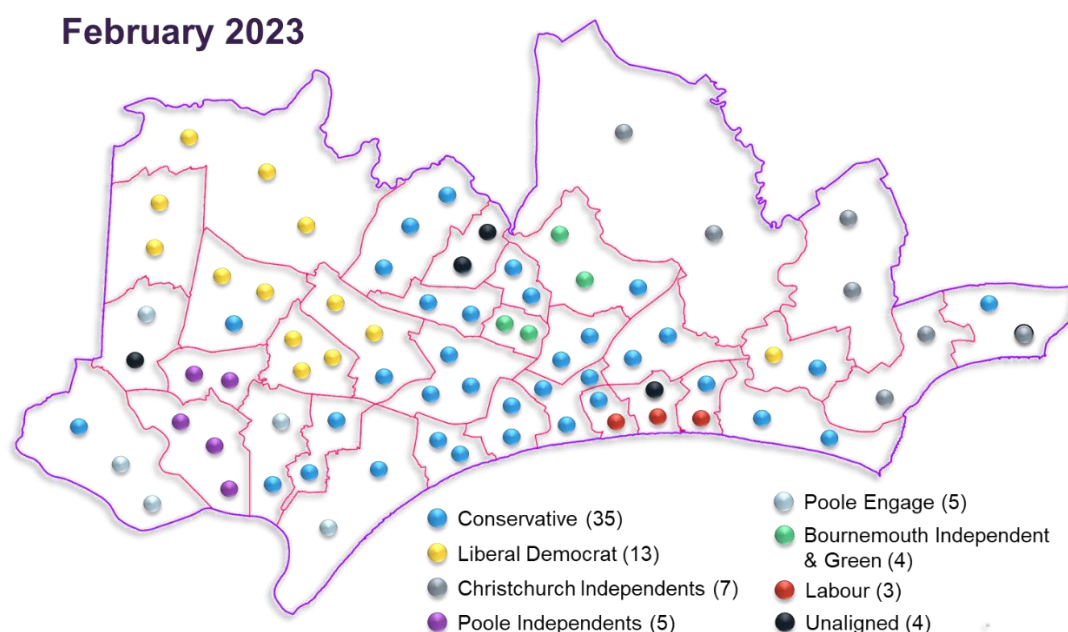 February 2023
Conservative (35)
Liberal Democrat (13)
Christchurch Independents (7)
Poole Independents (5)
Poole Engage (5)
Bournemouth Independent
& Green (4)
Labour (3)
Unaligned (4)